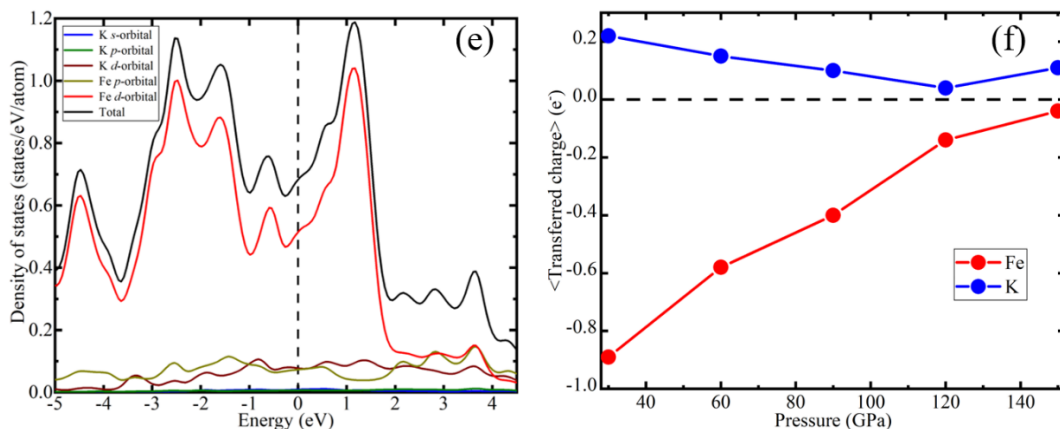 (e)
K s-orbital
K p-orbital
K d-orbital
Fe p-orbital
Fe d-orbital
Total
Density of states (states/eV/atom)
1.2
1.0
0.8
0.6
0.4
0.2
0.0
-5 -4 -3 -2 -1 0 1 2 3 4
Energy (eV)
(f)
<Transferred charge> (e⁻)
0.2
0.0
-0.2
-0.4
-0.6
-0.8
-1.0
Fe
K
40 60 80 100 120 140
Pressure (GPa)